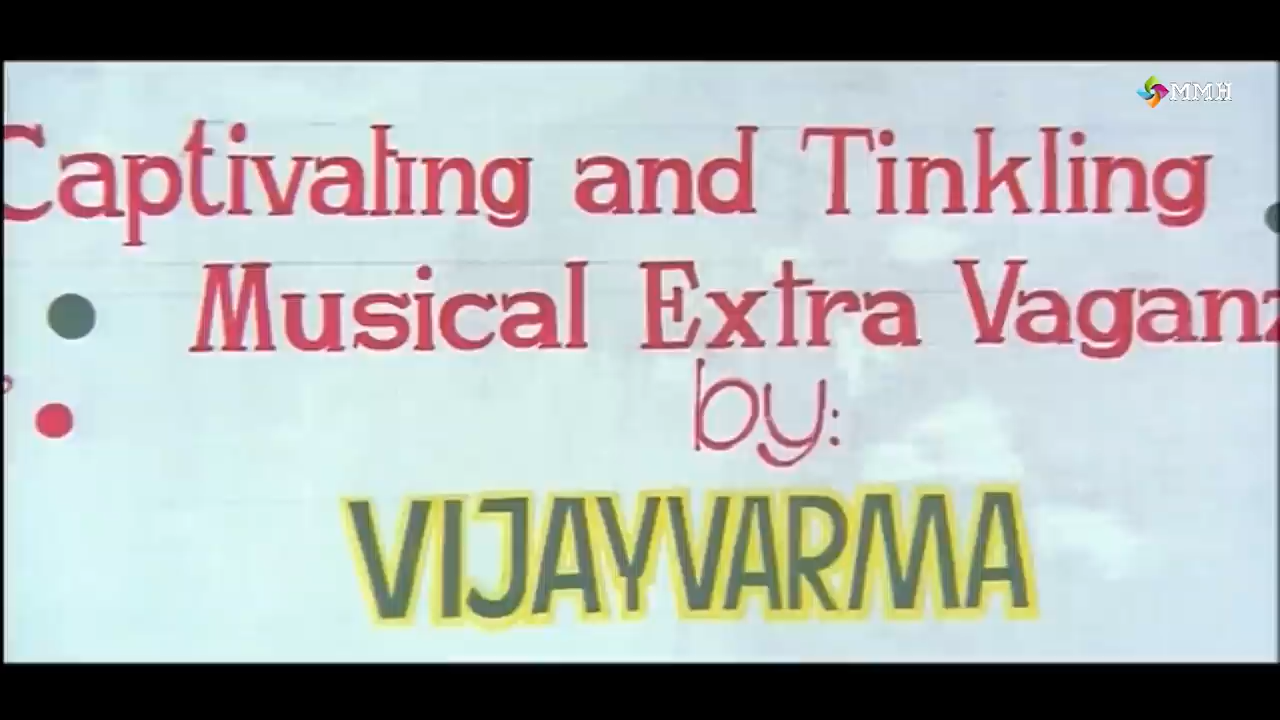 MMH
Captivating and Tinkling
Musical Extra Vaganz
by:
VIJAYVARMA